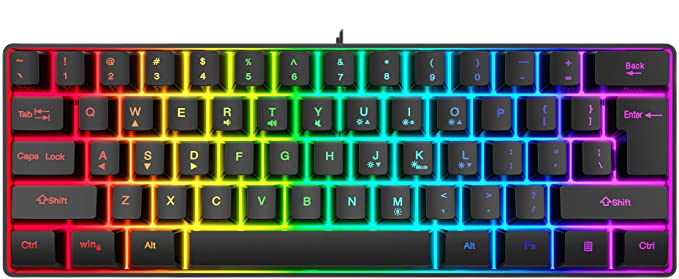 ~ ! @ # $ % ^ & * ( ) — + Back
` 1 2 3 4 5 6 7 8 9 0 - =
Tab Q W E R T Y U I O P { } Enter
[ ]
Caps Lock A S D F G H J K L : " \
Mode ; '
Shift Z X C V B N M < > ? Shift
, . /
Ctrl win Alt Alt Fn Ctrl